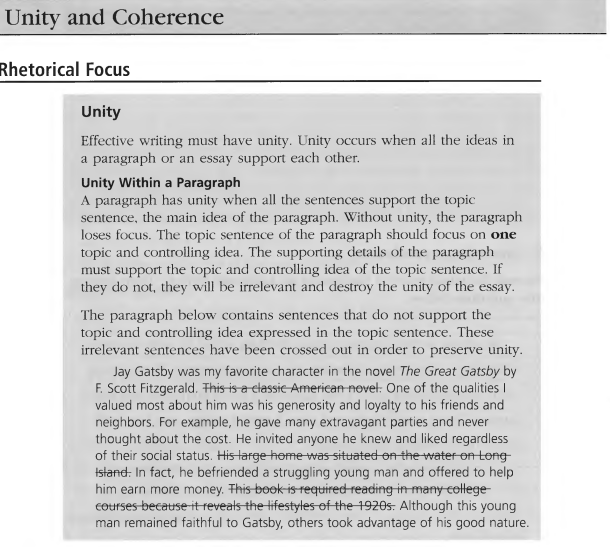 Unity and Coherence
Rhetorical Focus
Unity
Effective writing must have unity. Unity occurs when all the ideas in
a paragraph or an essay support each other.
Unity Within a Paragraph
A paragraph has unity when all the sentences support the topic
sentence, the main idea of the paragraph. Without unity, the paragraph
loses focus. The topic sentence of the paragraph should focus on one
topic and controlling idea. The supporting details of the paragraph
must support the topic and controlling idea of the topic sentence. If
they do not, they will be irrelevant and destroy the unity of the essay.
The paragraph below contains sentences that do not support the
topic and controlling idea expressed in the topic sentence. These
irrelevant sentences have been crossed out in order to preserve unity.
Jay Gatsby was my favorite character in the novel The Great Gatsby by
F. Scott Fitzgerald. This is a classic American novel. One of the qualities I
valued most about him was his generosity and loyalty to his friends and
neighbors. For example, he gave many extravagant parties and never
thought about the cost. He invited anyone he knew and liked regardless
of their social status. His large home was situated on the water on Long
Island. In fact, he befriended a struggling young man and offered to help
him earn more money. This book is required reading in many college
courses because it reveals the lifestyles of the 1920s. Although this young
man remained faithful to Gatsby, others took advantage of his good nature.